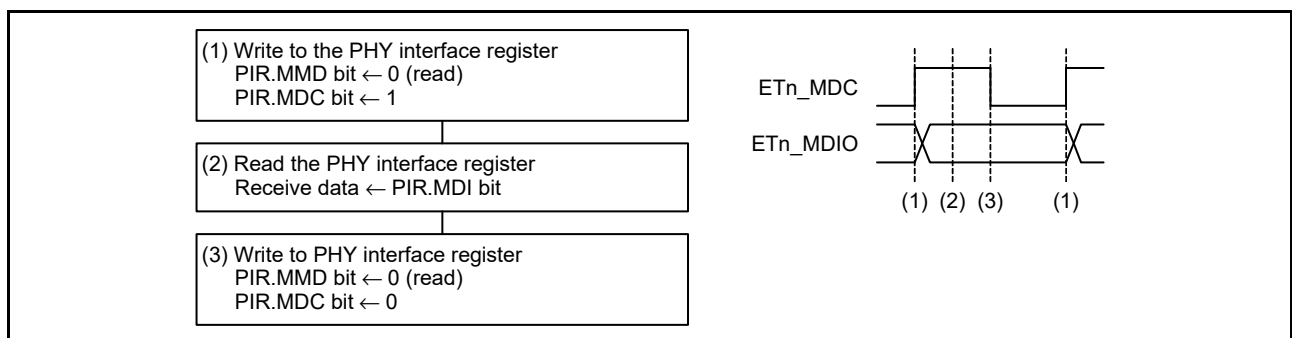 (1) Write to the PHY interface register
PIR.MMD bit ← 0 (read)
PIR.MDC bit ← 1
(2) Read the PHY interface register
Receive data ← PIR.MDI bit
(3) Write to PHY interface register
PIR.MMD bit ← 0 (read)
PIR.MDC bit ← 0
ETn_MDC
ETn_MDIO
(1) (2) (3) (1)